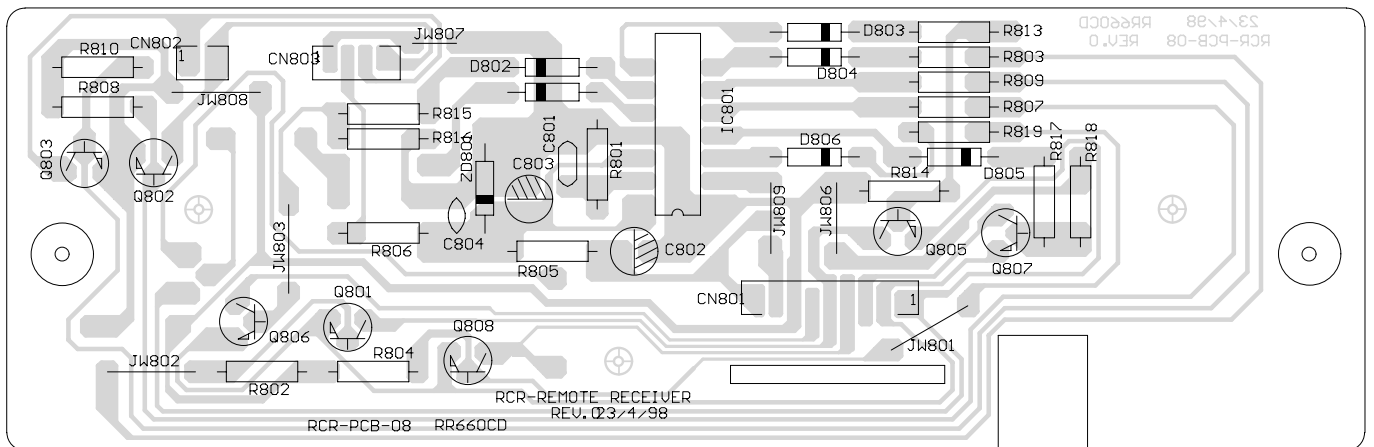 R810
CN802
1
CN803
1
JW807
D803
R813
RR660CD 23/4/98
RCR-PCB-08 REV.0
D802
D804
R803
R808
JW808
R809
R815
IC801
R807
R816
R819
Q803
Q802
ZD801
C803
C801
R801
D806
D805
R817
R818
R814
JW803
R806
C804
R805
C802
JW809
JW806
Q805
Q807
CN801
1
Q806
Q801
Q808
JW801
JW802
R802
R804
RCR-REMOTE RECEIVER
REV.0 23/4/98
RCR-PCB-08 RR660CD